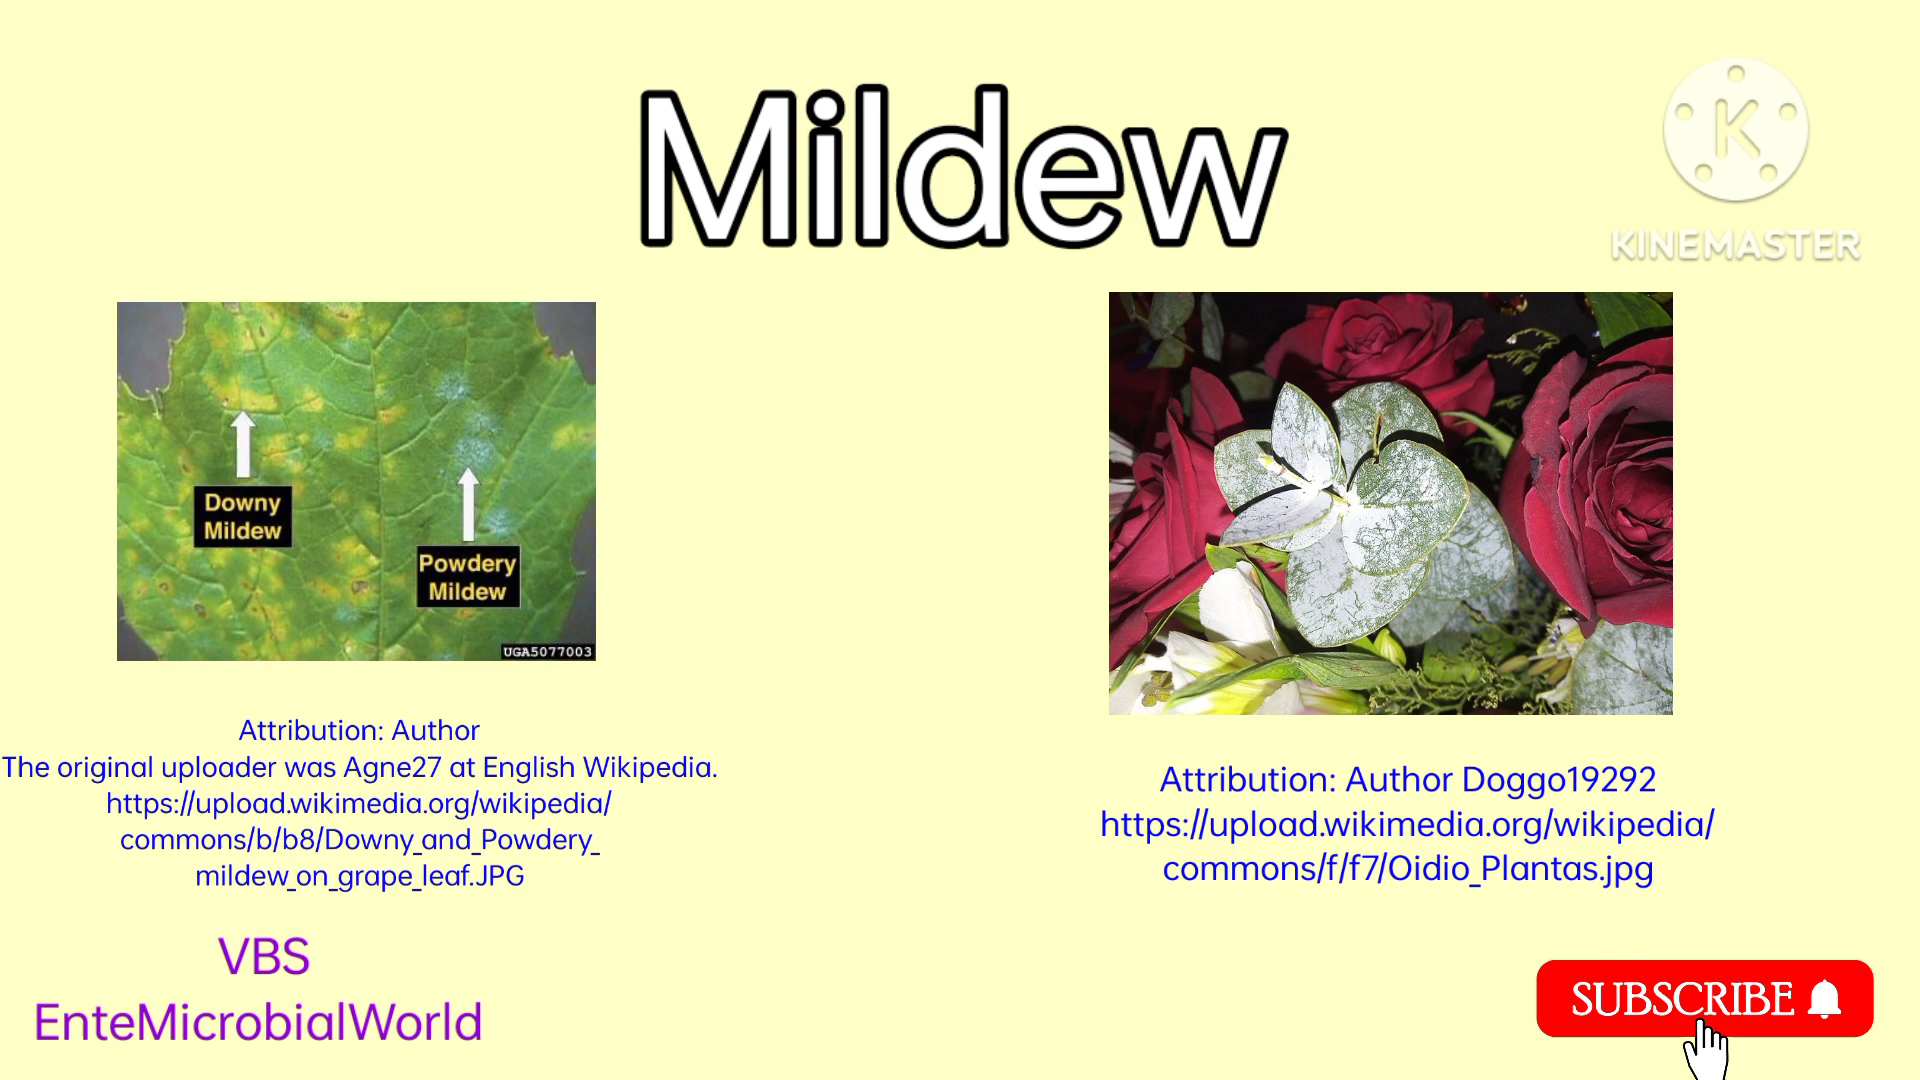 Mildew
K
KINEMASTER
Downy
Mildew
Powdery
Mildew
UGA5077003
Attribution: Author
The original uploader was Agne27 at English Wikipedia.
https://upload.wikimedia.org/wikipedia/
commons/b/b8/Downy_and_Powdery_
mildew_on_grape_leaf.JPG
Attribution: Author Doggo19292
https://upload.wikimedia.org/wikipedia/
commons/f/f7/Oidio_Plantas.jpg
VBS
EnteMicrobialWorld
SUBSCRIBE